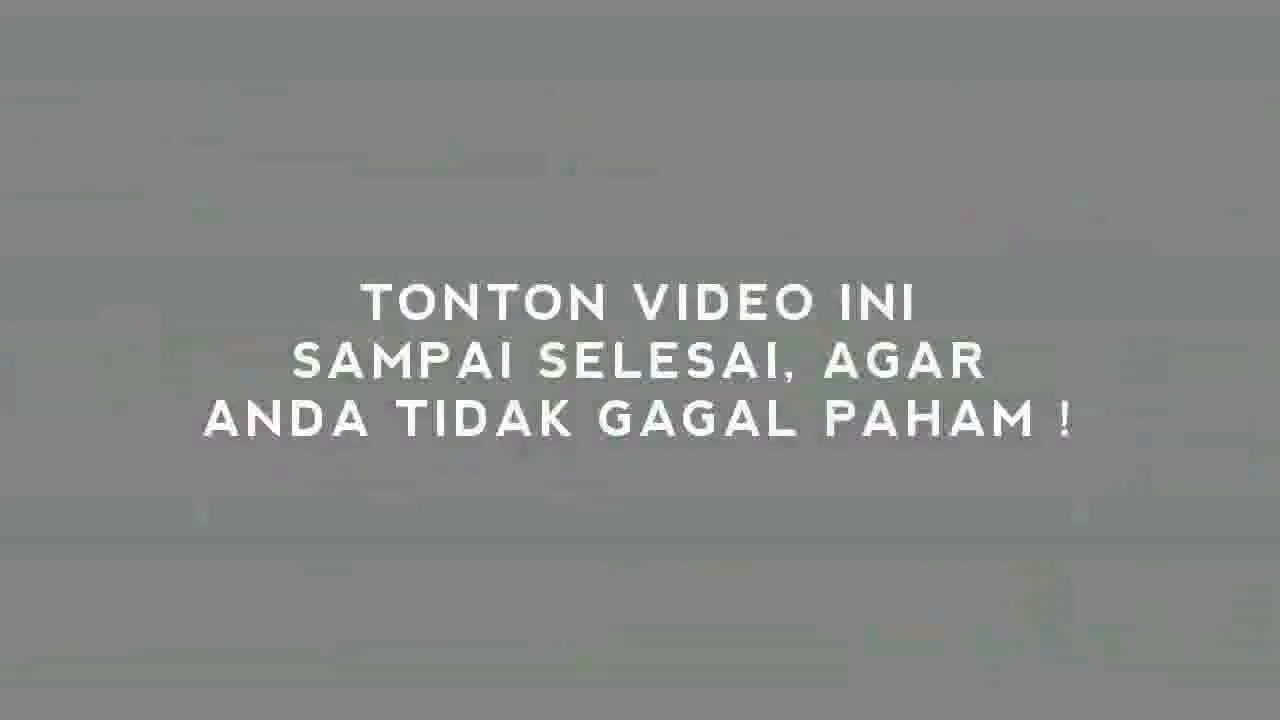 TONTON VIDEO INI
SAMPAI SELESAI, AGAR
ANDA TIDAK GAGAL PAHAM !